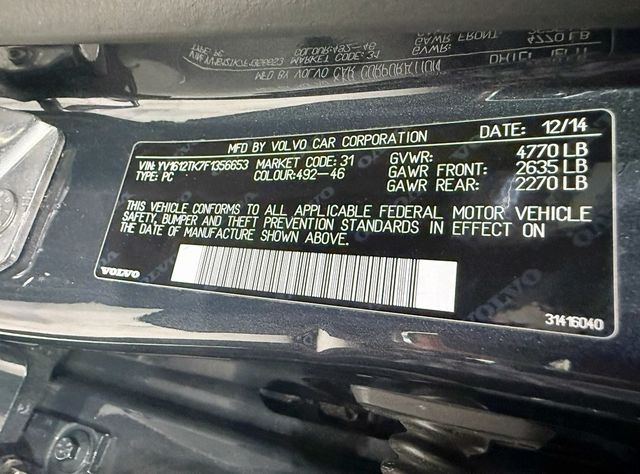 MFD BY VOLVO CAR CORPORATION DATE: 12/14
VIN: YV1612TK7F1356653 MARKET CODE: 31 GVWR: 4770 LB
TYPE: PC COLOUR:492-46 GAWR FRONT: 2635 LB
GAWR REAR: 2270 LB
THIS VEHICLE CONFORMS TO ALL APPLICABLE FEDERAL MOTOR VEHICLE
SAFETY, BUMPER AND THEFT PREVENTION STANDARDS IN EFFECT ON
THE DATE OF MANUFACTURE SHOWN ABOVE.
VOLVO
31416040